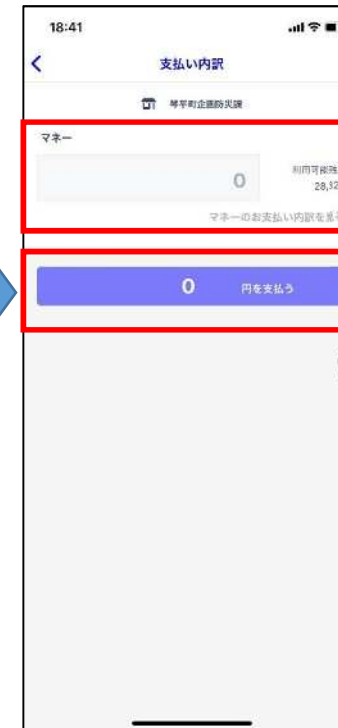 18:41
支払い内訳
琴平町企画防災課
マネー
0
利用可能残
28,32
マネーのお支払い内訳を見
0 円を支払う